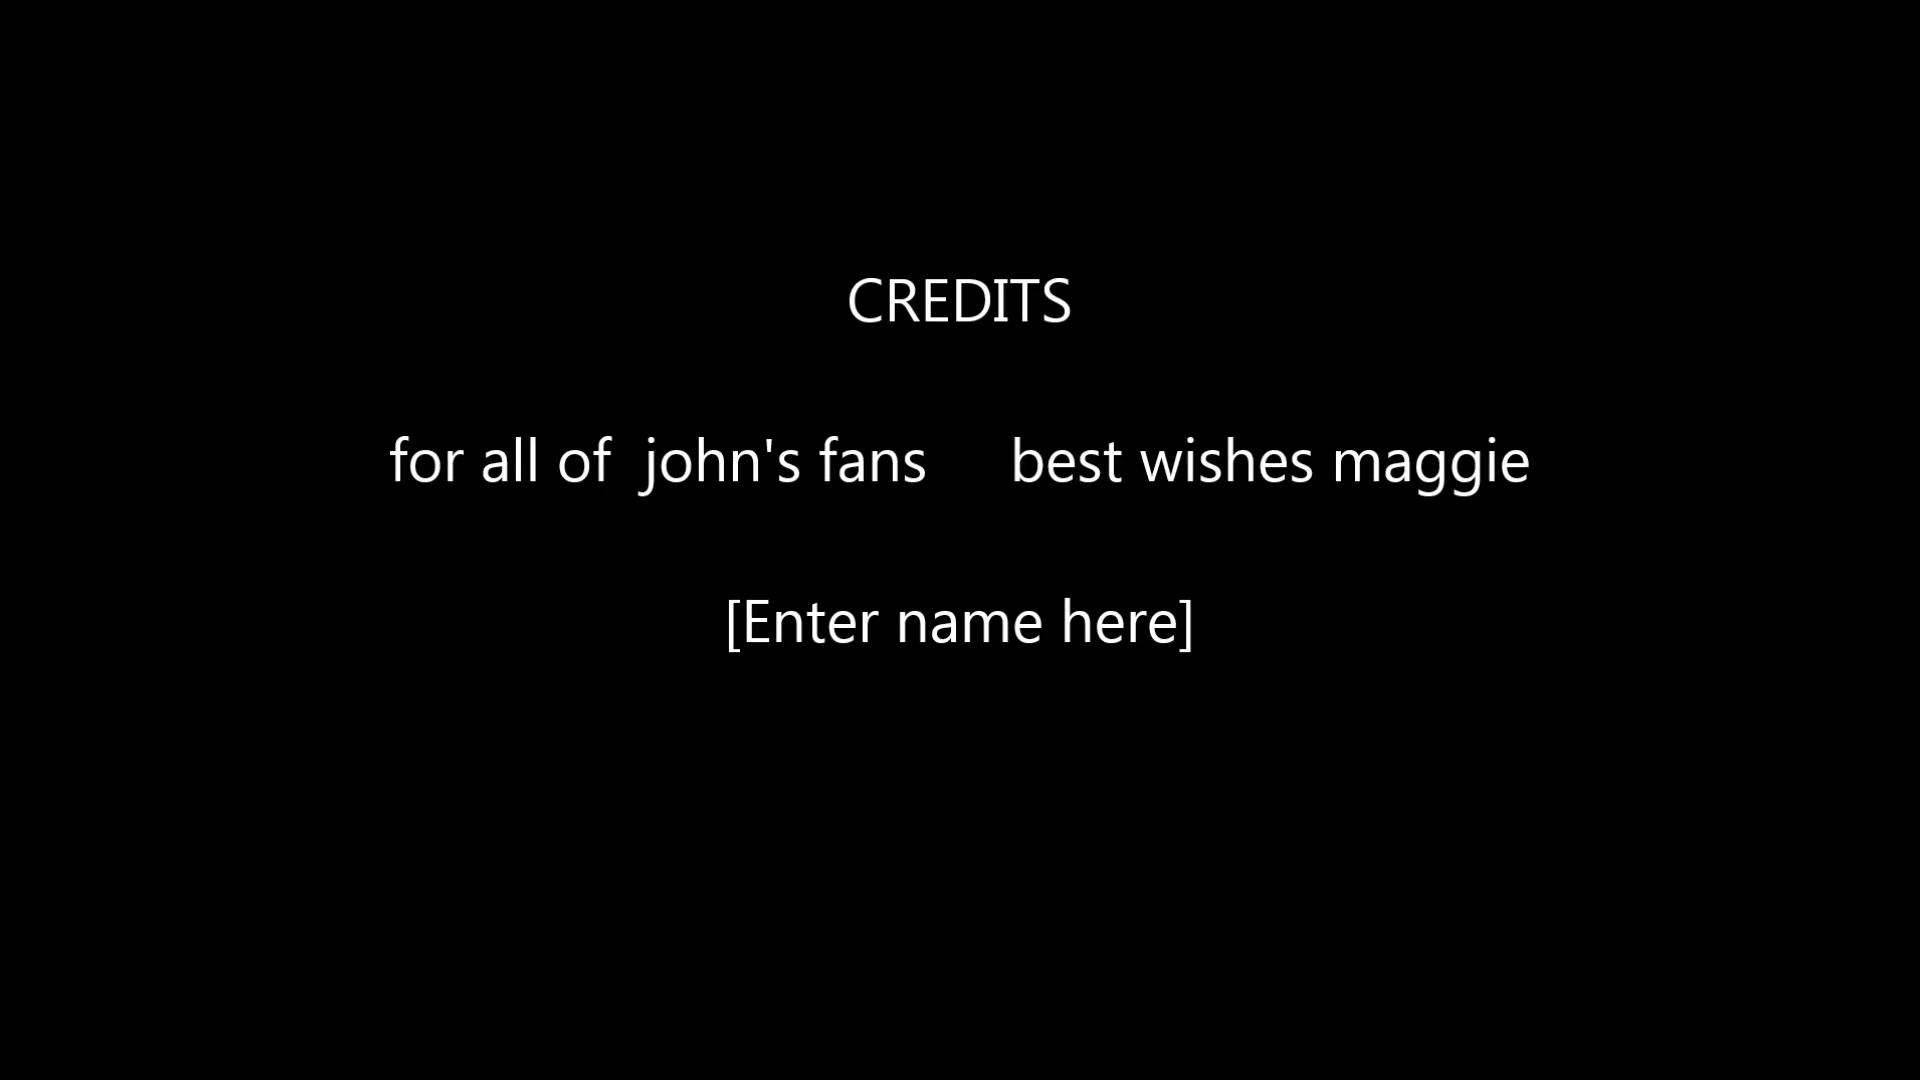 CREDITS
for all of  john's fans     best wishes maggie
[Enter name here]